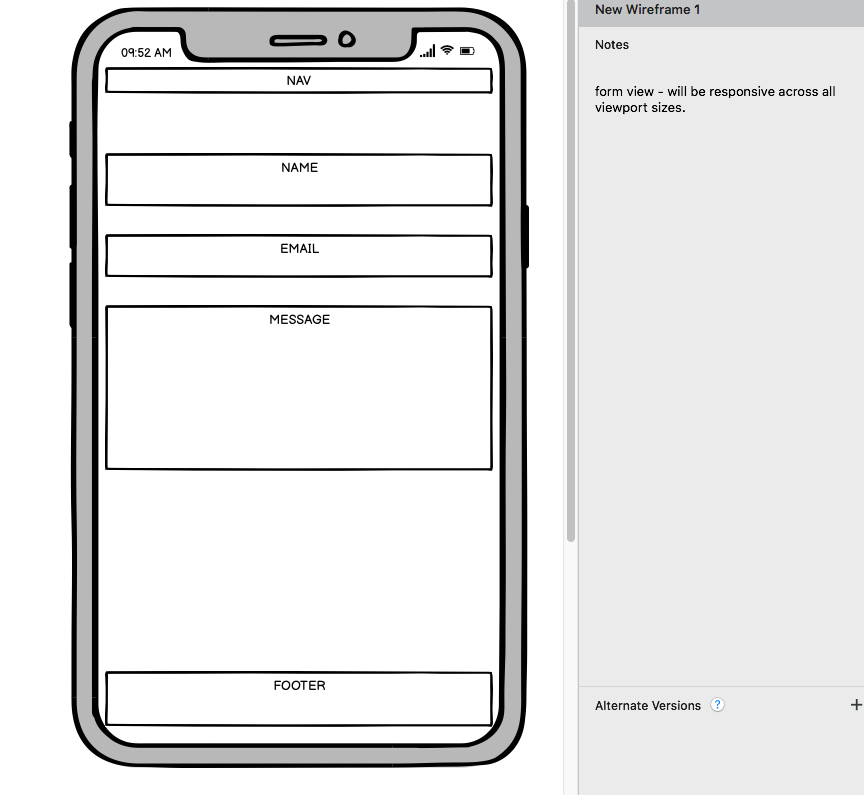 09:52 AM
NAV
NAME
EMAIL
MESSAGE
FOOTER
New Wireframe 1
Notes
form view - will be responsive across all
viewport sizes.
Alternate Versions ?